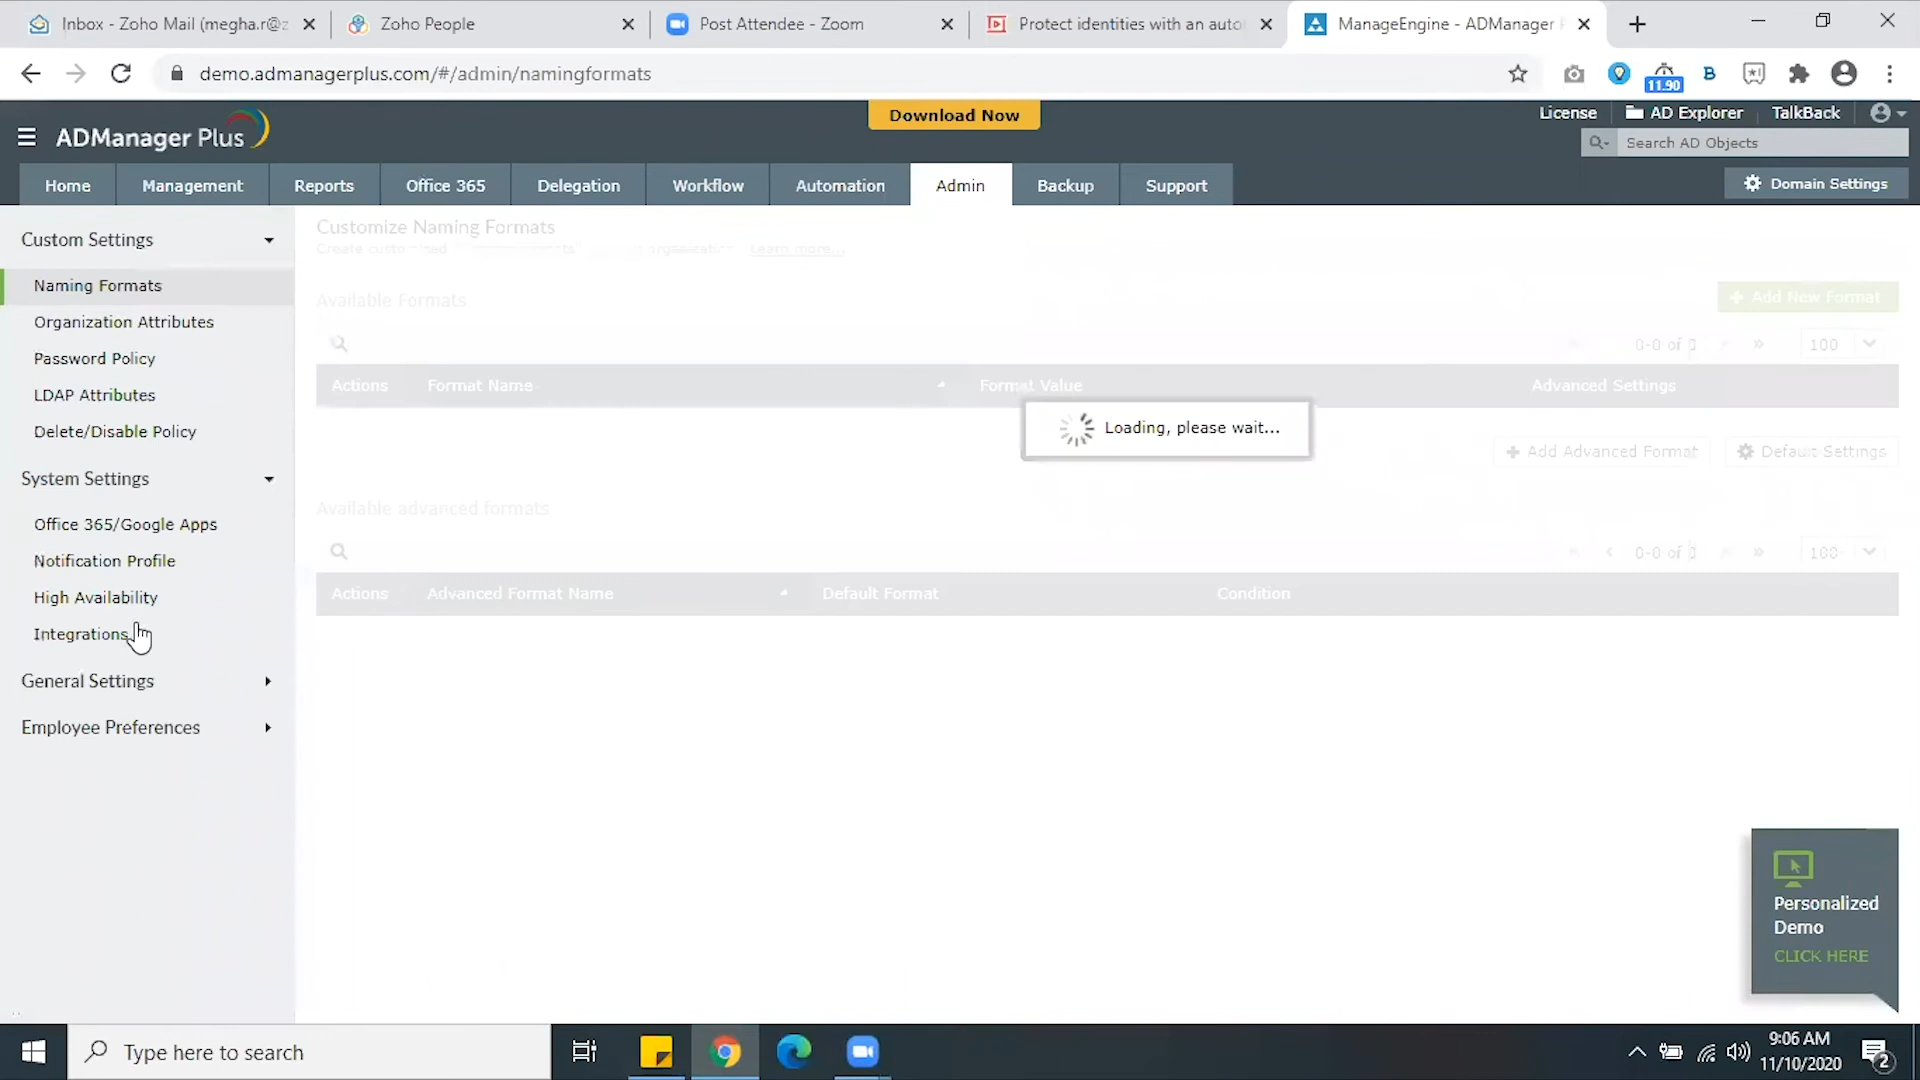 Inbox - Zoho Mail (megha.r@z
Zoho People
Post Attendee - Zoom
Protect identities with an auto
ManageEngine - ADManager P
demo.admanagerplus.com/#/admin/namingformats
11.90
B
Download Now
License
AD Explorer
TalkBack
ADManager Plus
Search AD Objects
Home
Management
Reports
Office 365
Delegation
Workflow
Automation
Admin
Backup
Support
Domain Settings
Custom Settings
Naming Formats
Organization Attributes
Password Policy
LDAP Attributes
Delete/Disable Policy
System Settings
Office 365/Google Apps
Notification Profile
High Availability
Integrations
General Settings
Employee Preferences
Customize Naming Formats
Learn more...
Available Formats
+ Add New Format
0-0 of 0
100
Actions
Format Name
Format Value
Advanced Settings
Loading, please wait...
+ Add Advanced Format
Default Settings
Available advanced formats
0-0 of 0
100
Actions
Advanced Format Name
Default Format
Condition
Personalized
Demo
CLICK HERE
Type here to search
9:06 AM
11/10/2020
2